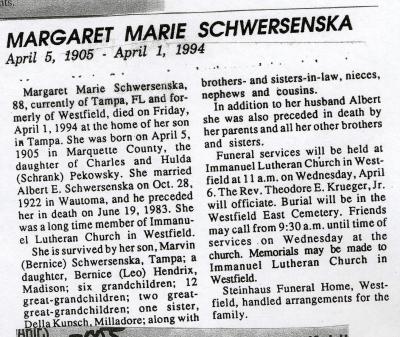 nts.
MARGARET MARIE SCHWERSENSKA
April 5, 1905 - April 1, 1994
Margaret Marie Schwersenska,
88, currently of Tampa, FL and for-
merly of Westfield, died on Friday,
April 1, 1994 at the home of her son
in Tampa. She was born on April 5,
1905 in Marquette County, the
daughter of Charles and Hulda
(Schrank) Pekowsky. She married
Albert E. Schwersenska on Oct. 28,
1922 in Wautoma, and he preceded
her in death on June 19, 1983. She
was a long time member of Immanu-
el Lutheran Church in Westfield.
She is survived by her son, Marvin
(Bernice) Schwersenska, Tampa; a
daughter, Bernice (Leo) Hendrix,
Madison; six grandchildren; 12
great-grandchildren; two great-
great-grandchildren; one sister,
Della Kunsch, Milladore; along with
brothers- and sisters-in-law, nieces,
nephews and cousins.
In addition to her husband Albert
she was also preceded in death by
her parents and all her other brothers
and sisters.
Funeral services will be held at
Immanuel Lutheran Church in West-
field at 11 a.m. on Wednesday, April
6. The Rev. Theodore E. Krueger, Jr.
will officiate. Burial will be in the
Westfield East Cemetery. Friends
may call from 9:30 a.m. until time of
services on Wednesday at the
church. Memorials may be made to
Immanuel Lutheran Church in
Westfield.
Steinhaus Funeral Home, West-
field, handled arrangements for the
family.